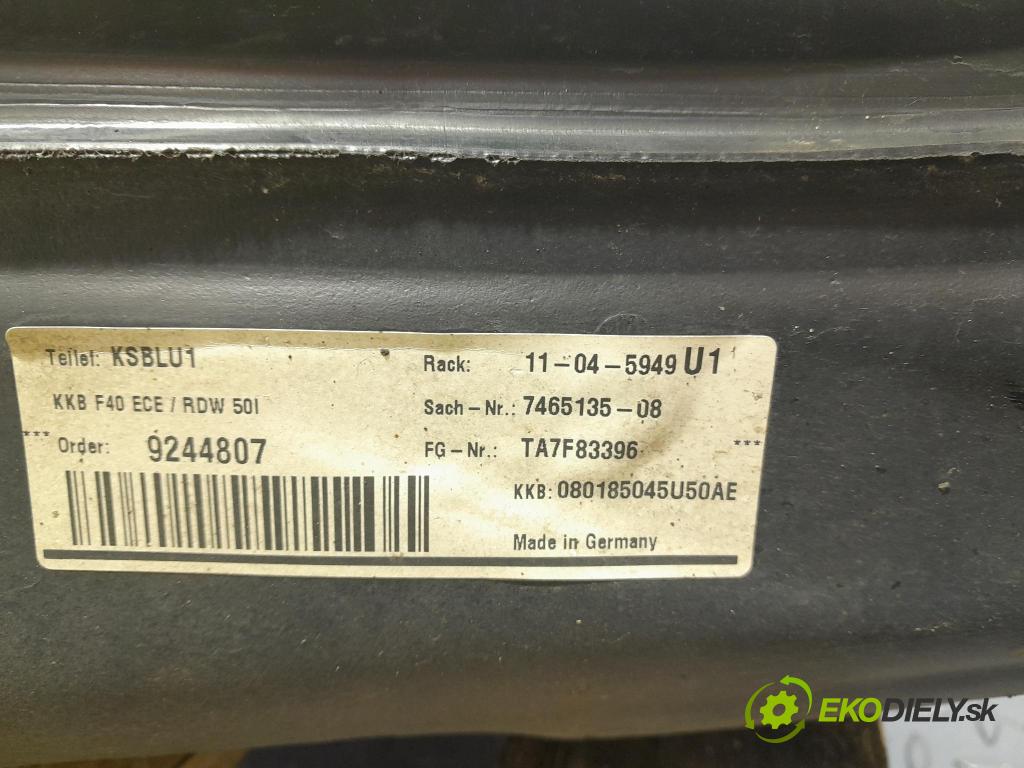 Teilef: KSBLU1
Rack: 11-04-5949 U1
KKB F40 ECE / RDW 50l
Sach-Nr.: 7465135-08
*** Order: 9244807
FG-Nr.: TA7F83396 ***
KKB: 080185045U50AE
Made in Germany
EKODIELY.sk